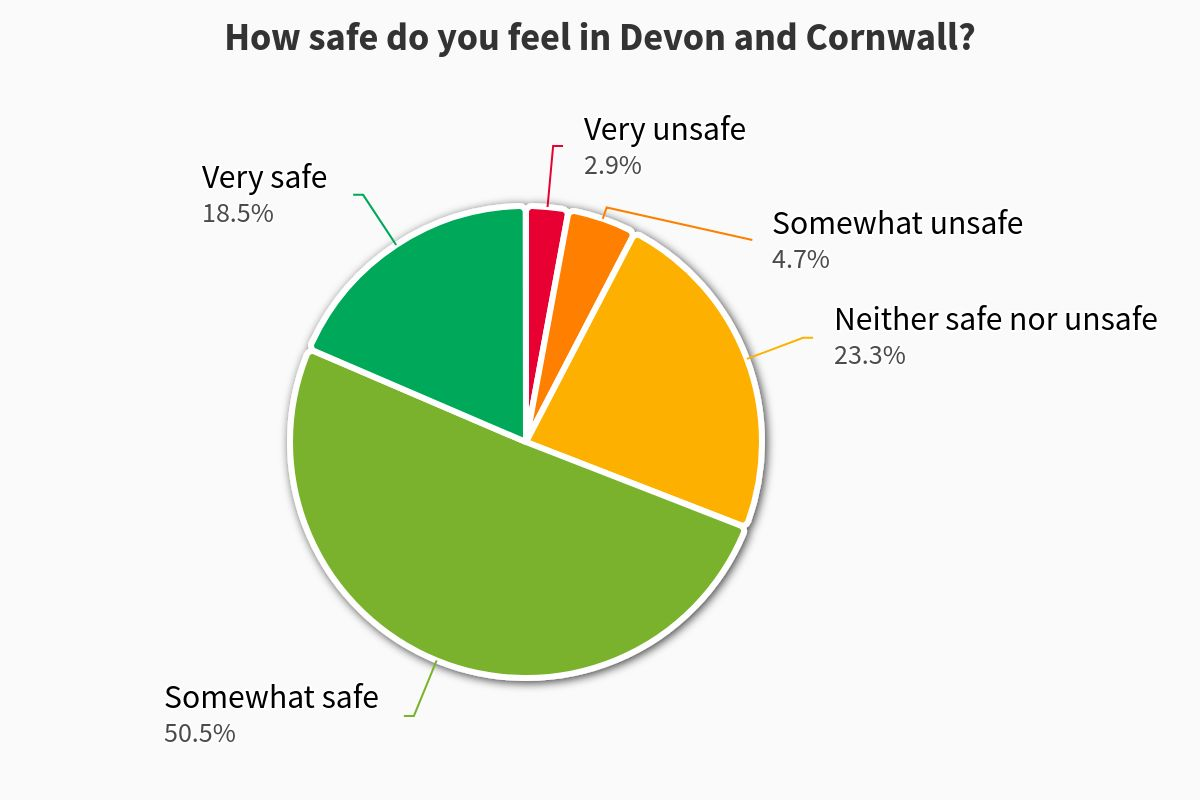 How safe do you feel in Devon and Cornwall?
Very unsafe
2.9%
Very safe
18.5%
Somewhat unsafe
4.7%
Neither safe nor unsafe
23.3%
Somewhat safe
50.5%